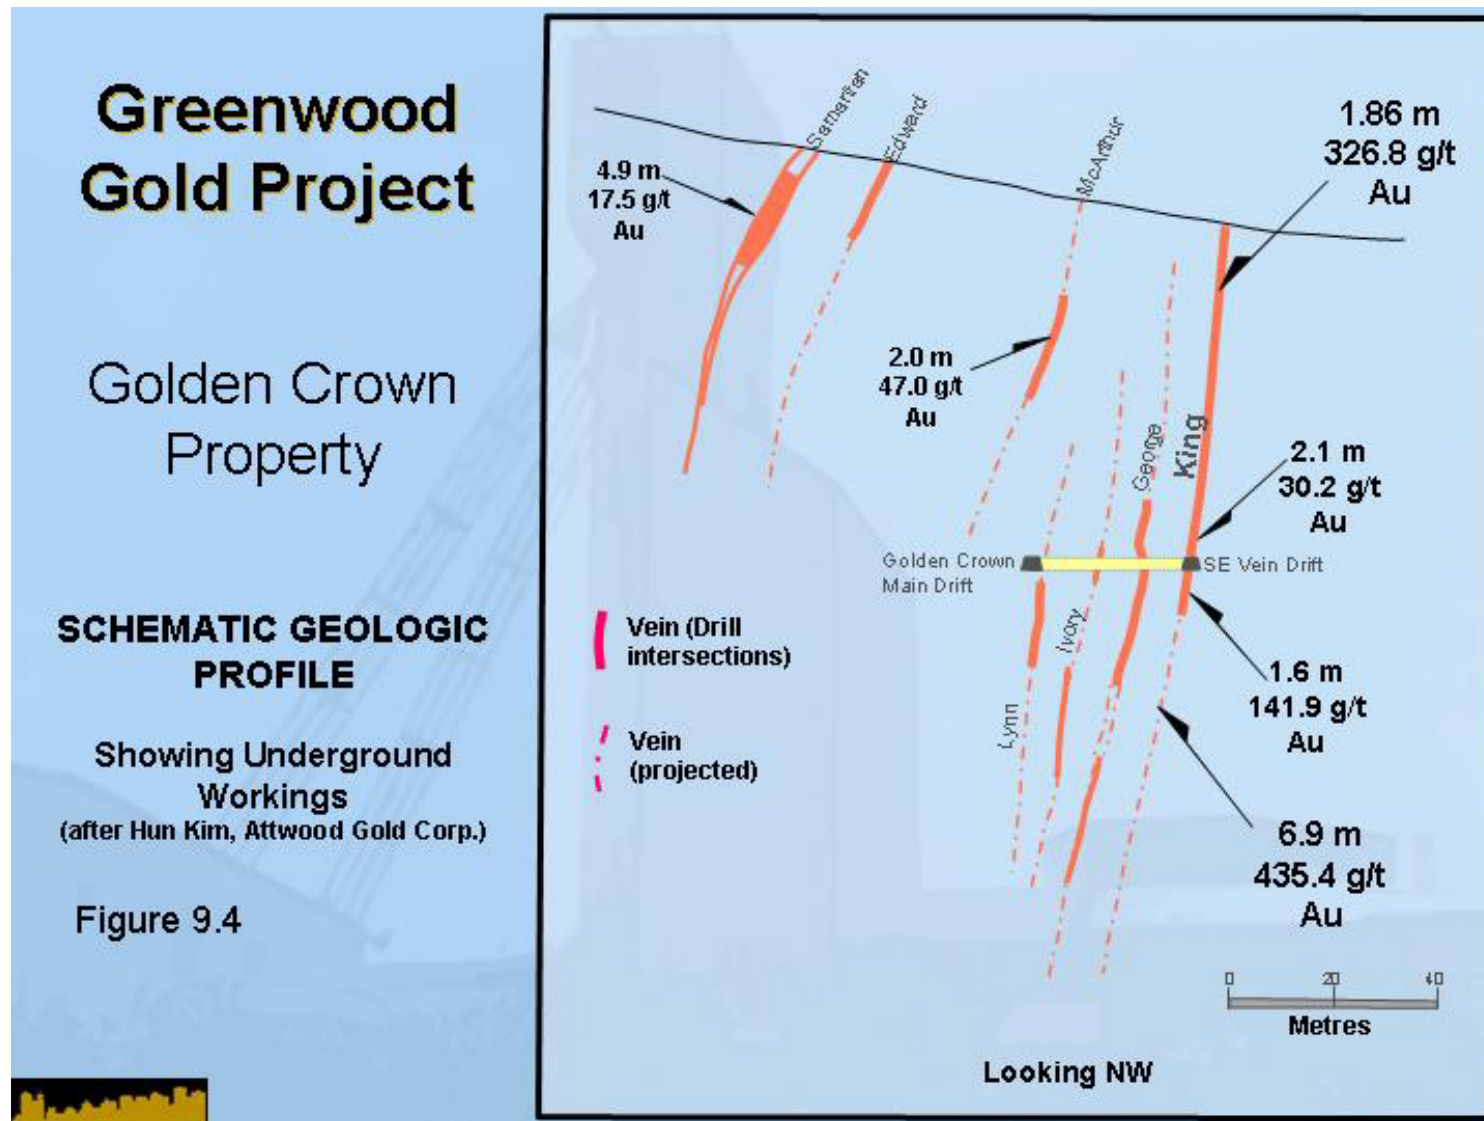 Greenwood
Gold Project
Golden Crown
Property
SCHEMATIC GEOLOGIC
PROFILE
Showing Underground
Workings
(after Hun Kim, Attwood Gold Corp.)
Figure 9.4
Samaritan
Edward
McArthur
1.86 m
326.8 g/t
Au
4.9 m
17.5 g/t
Au
2.0 m
47.0 g/t
Au
George
King
2.1 m
30.2 g/t
Au
Golden Crown
Main Drift
SE Vein Drift
Vein (Drill
intersections)
Ivory
Lynn
1.6 m
141.9 g/t
Au
Vein
(projected)
6.9 m
435.4 g/t
Au
0 20 40
Metres
Looking NW